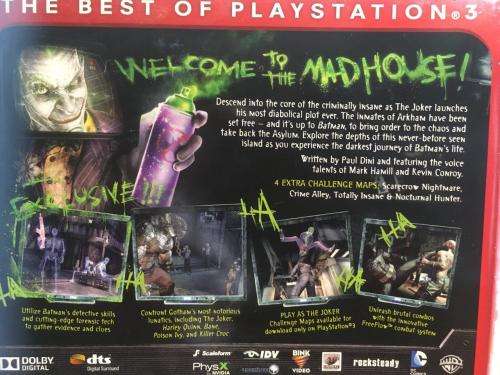 THE BEST OF PLAYSTATION®3
WELCOME TO
THE MADHOUSE!
Descend into the core of the criminally insane as The Joker launches
his most diabolical plot ever. The inmates of Arkham have been
set free – and it's up to Batman, to bring order to the chaos and
take back the Asylum. Explore the depths of this never-before seen
island as you experience the darkest journey of Batman's life.
Written by Paul Dini and featuring the voice
talents of Mark Hamill and Kevin Conroy.
4 EXTRA CHALLENGE MAPS: Scarecrow Nightmare,
Crime Alley, Totally Insane & Nocturnal Hunter.
EXCLUSIVE!!!
HA
HA
HA
HA
HA
Utilize Batman's detective skills
and cutting-edge forensic tech
to gather evidence and clues
Confront Gotham's most notorious
lunatics, including The Joker,
Harley Quinn, Bane,
Poison Ivy, and Killer Croc
PLAY AS THE JOKER
Challenge Maps available for
download only on PlayStation®3
Unleash brutal combos
with the innovative
FreeFlow™ combat system
DOLBY
DIGITAL
dts
Digital Surround
Scaleform
IDV
BINK
VIDEO
PhysX
NVIDIA
speedtree
rocksteady
DC
COMICS